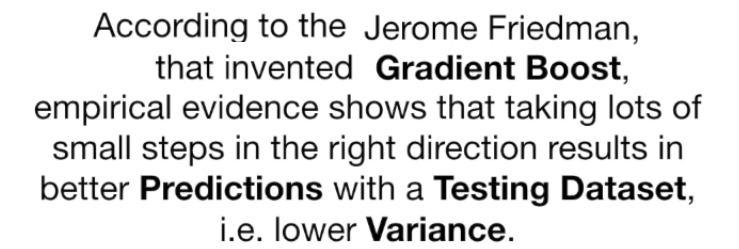 According to the Jerome Friedman,
that invented Gradient Boost,
empirical evidence shows that taking lots of
small steps in the right direction results in
better Predictions with a Testing Dataset,
i.e. lower Variance.